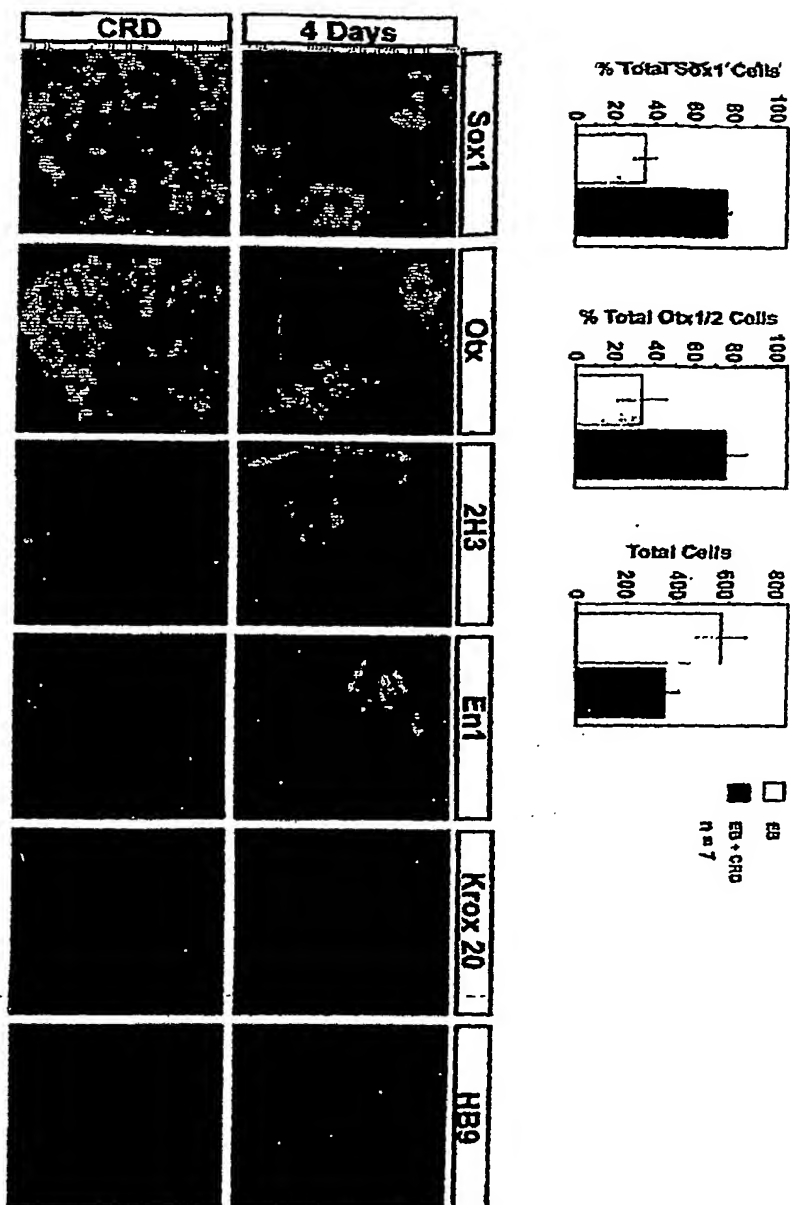 CRD
4 Days
Sox1
Otx
2H3
En1
Krox 20
HB9
% Total Sox1+Cells
0 20 40 60 80 100
% Total Otx1/2 Cells
0 20 40 60 80 100
Total Cells
0 200 400 600 800
EB
EB + CRD
n = 7